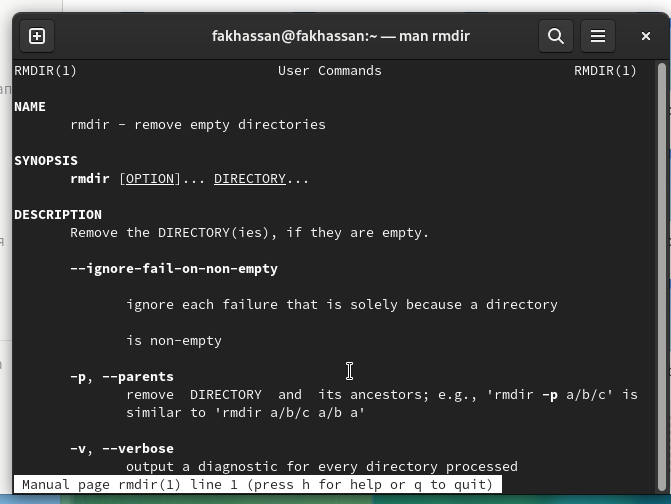 fakhassan@fakhassan:~ — man rmdir
RMDIR(1) User Commands RMDIR(1)
NAME
rmdir - remove empty directories
SYNOPSIS
rmdir [OPTION]... DIRECTORY...
DESCRIPTION
Remove the DIRECTORY(ies), if they are empty.
--ignore-fail-on-non-empty
ignore each failure that is solely because a directory
is non-empty
-p, --parents
remove DIRECTORY and its ancestors; e.g., 'rmdir -p a/b/c' is
similar to 'rmdir a/b/c a/b a'
-v, --verbose
output a diagnostic for every directory processed
Manual page rmdir(1) line 1 (press h for help or q to quit)